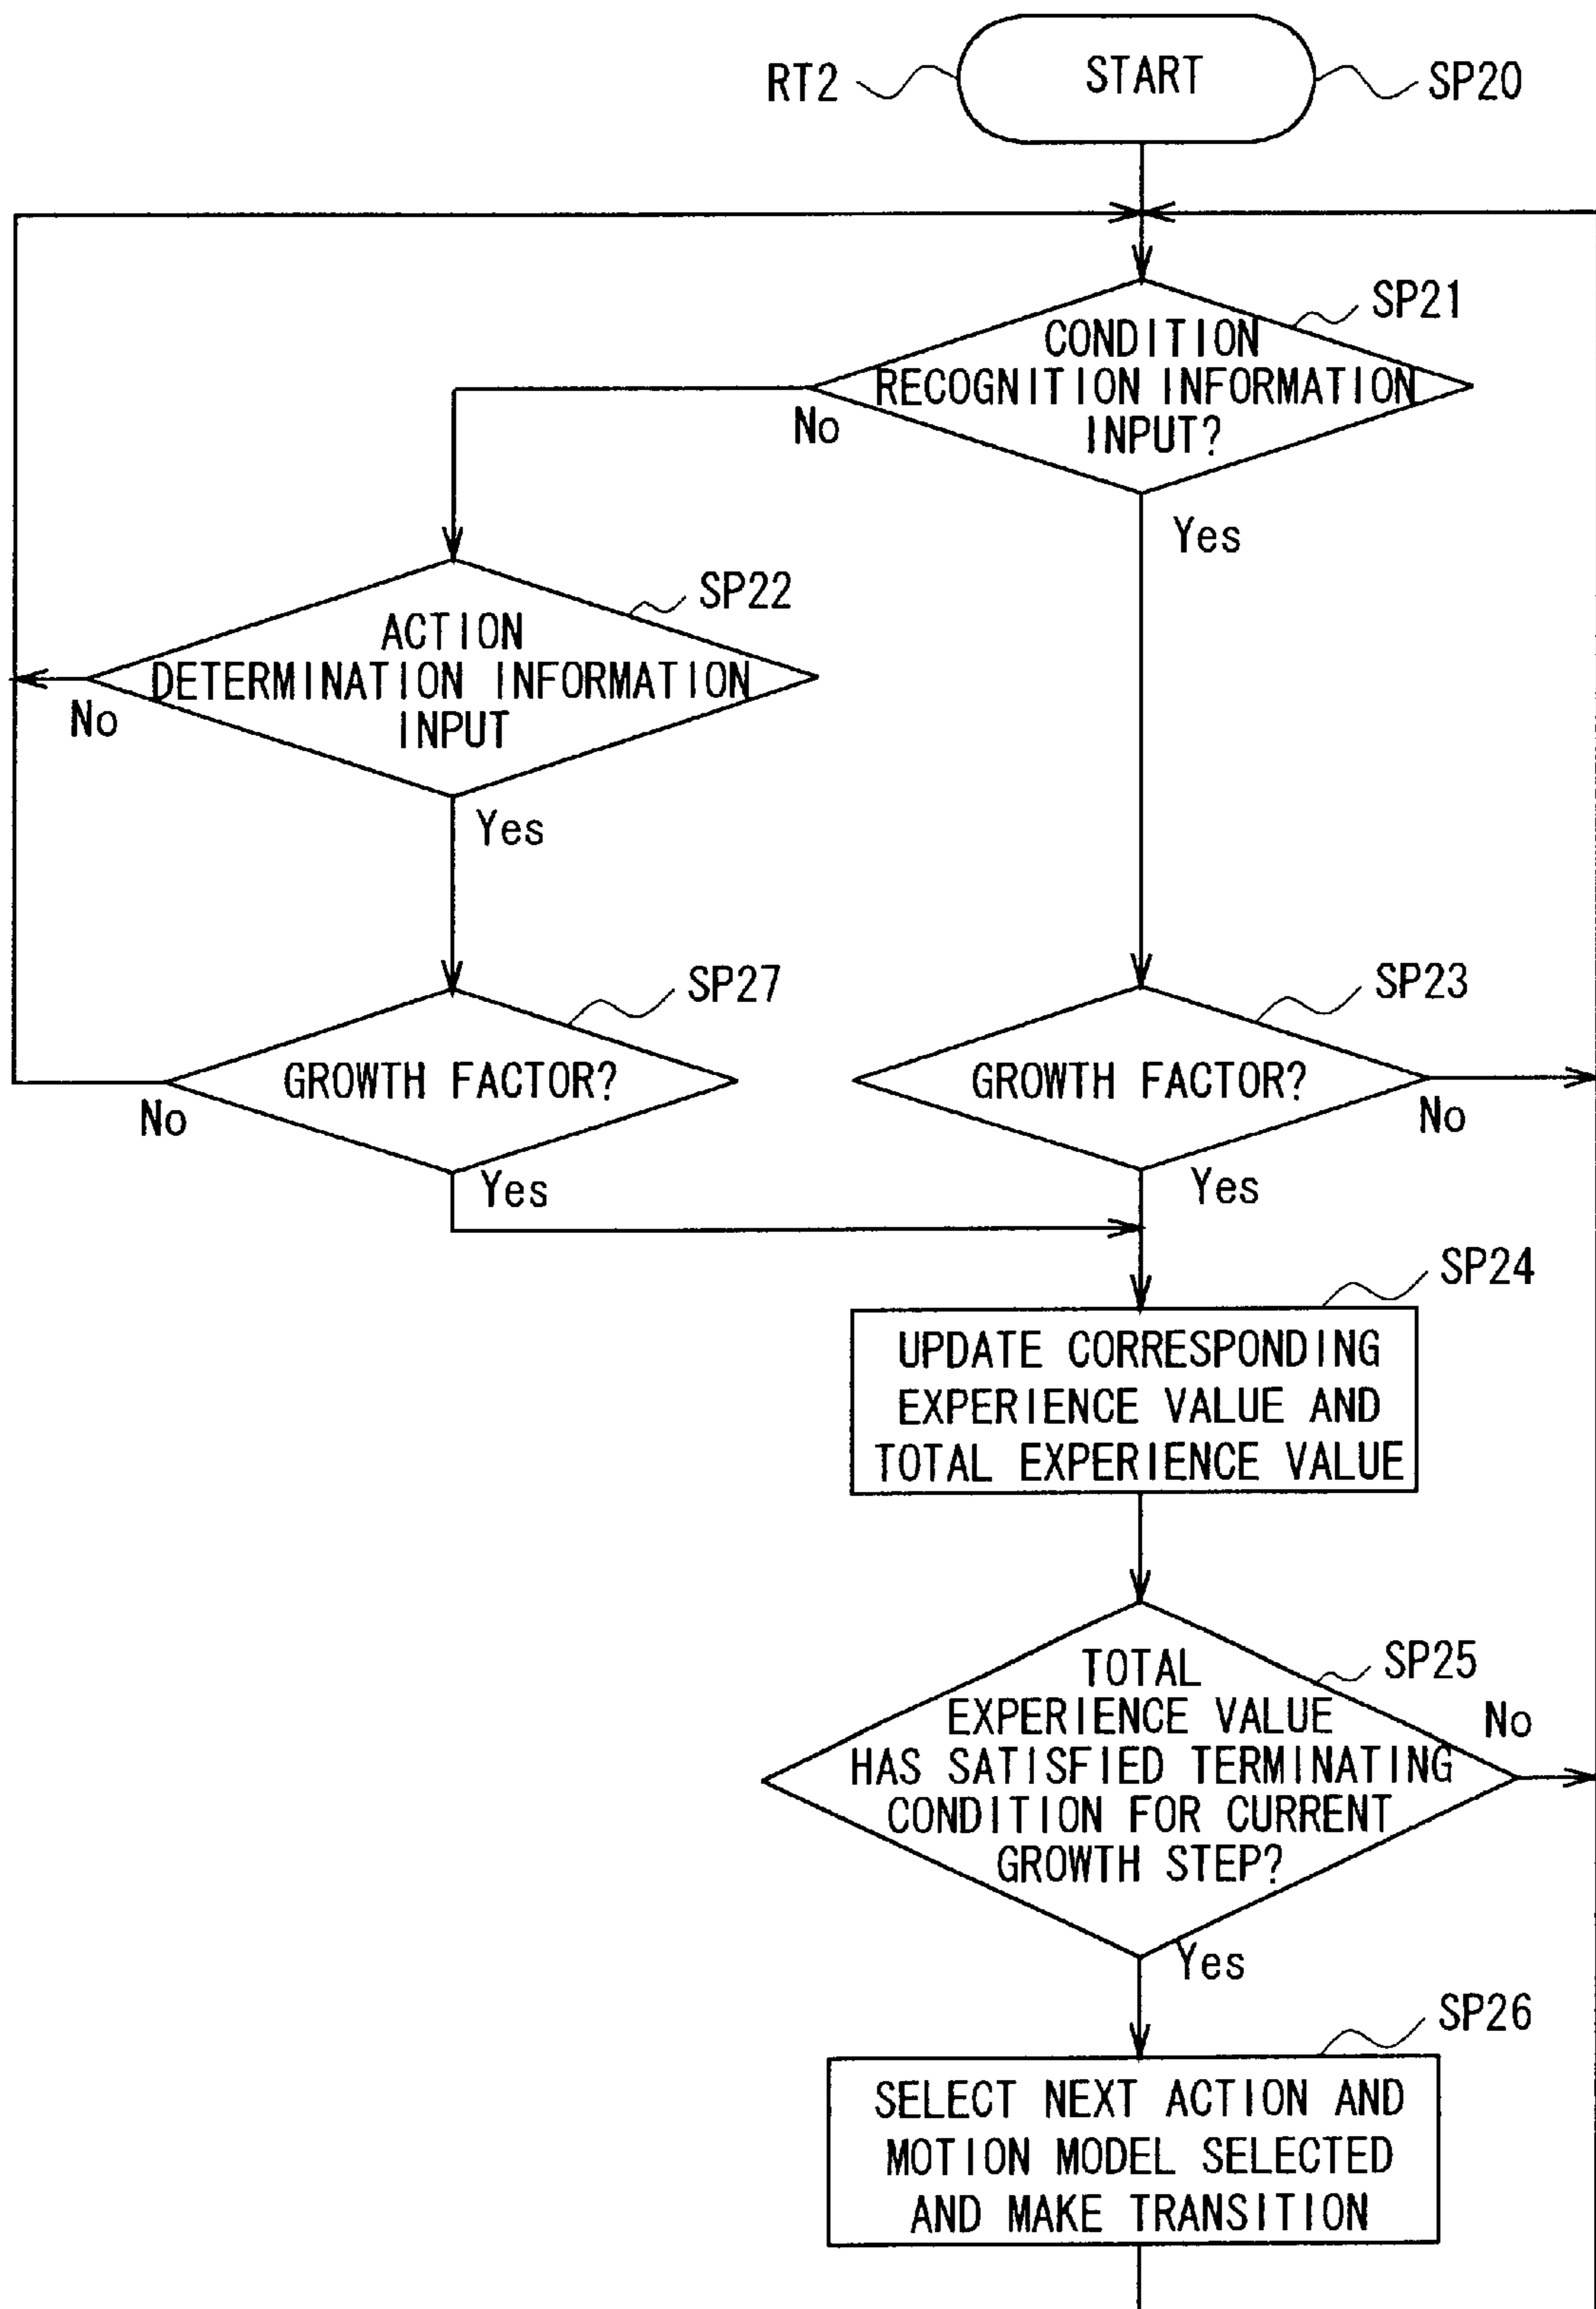 RT2
START
SP20
SP21
CONDITION
RECOGNITION INFORMATION
INPUT?
No
Yes
SP22
ACTION
DETERMINATION INFORMATION
INPUT
No
Yes
SP27
GROWTH FACTOR?
No
Yes
SP23
GROWTH FACTOR?
No
Yes
SP24
UPDATE CORRESPONDING
EXPERIENCE VALUE AND
TOTAL EXPERIENCE VALUE
SP25
TOTAL
EXPERIENCE VALUE
HAS SATISFIED TERMINATING
CONDITION FOR CURRENT
GROWTH STEP?
No
Yes
SP26
SELECT NEXT ACTION AND
MOTION MODEL SELECTED
AND MAKE TRANSITION